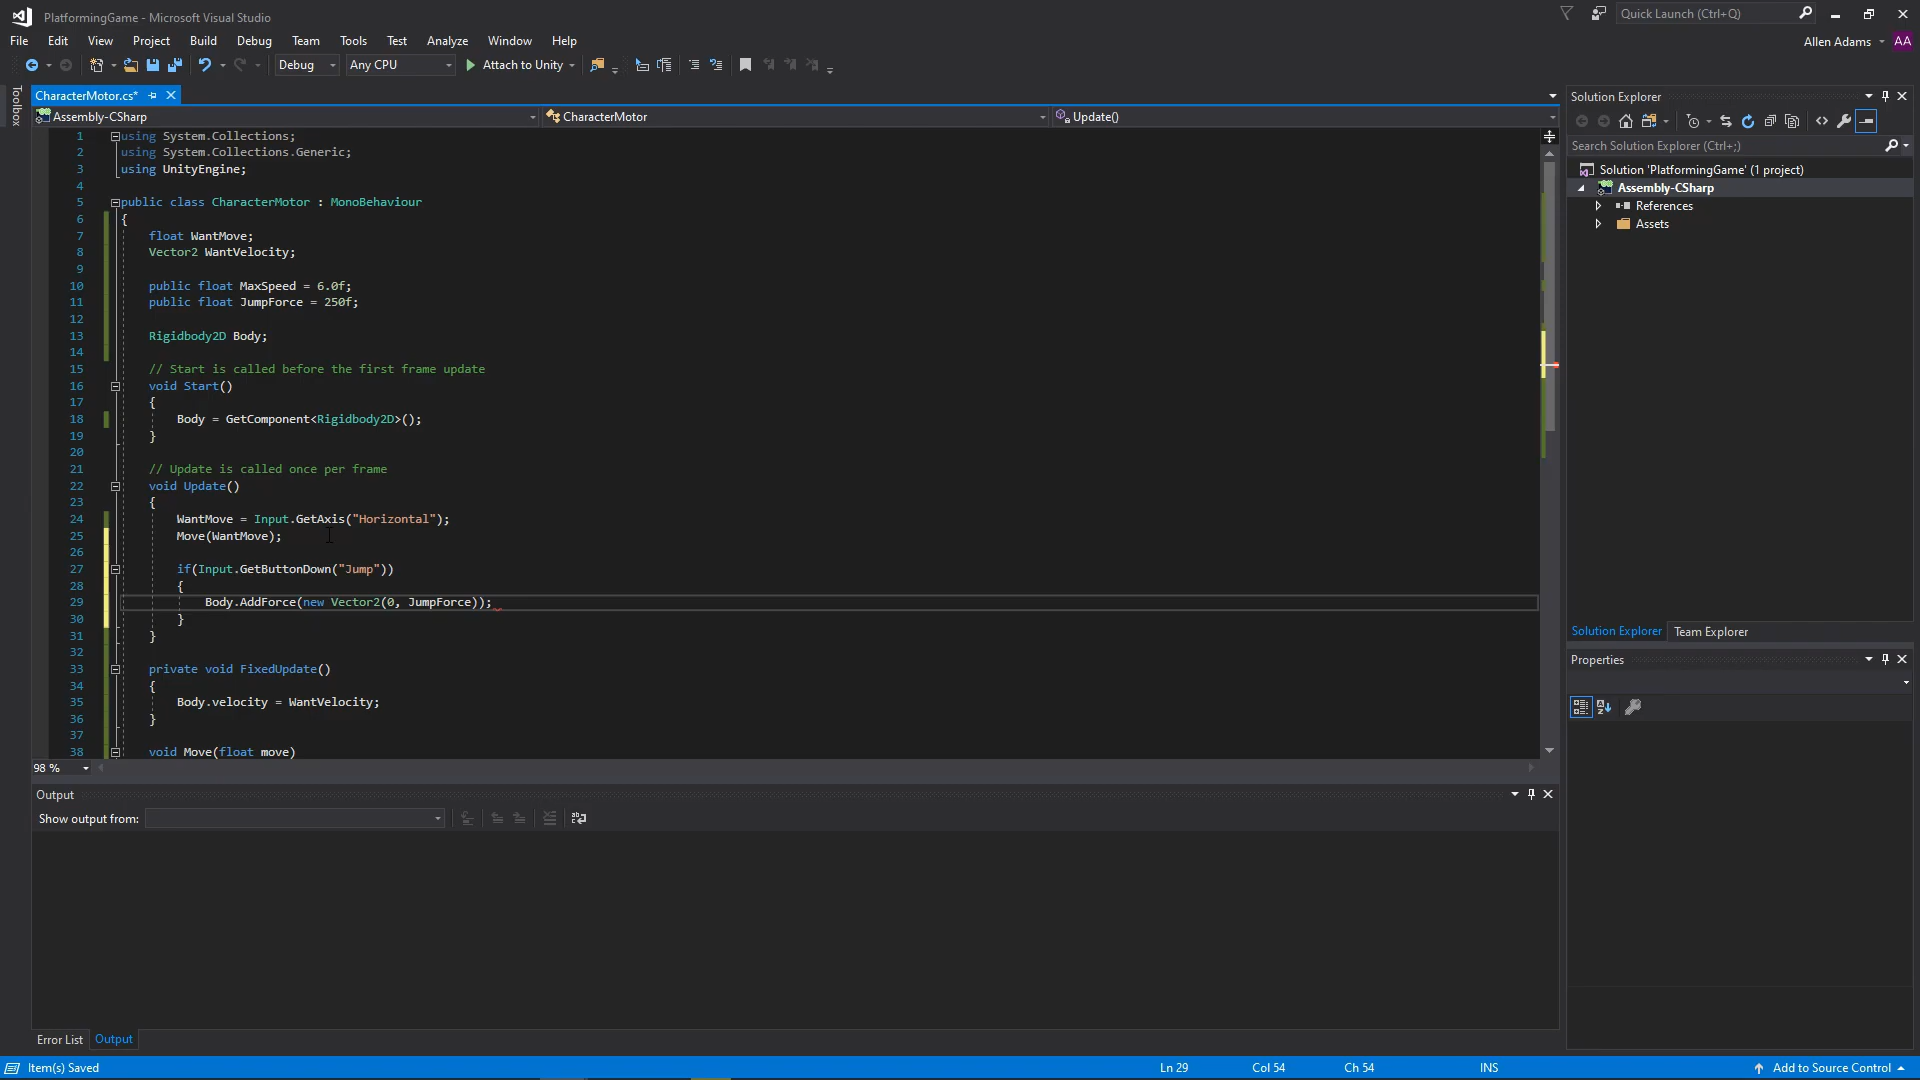 PlatformingGame - Microsoft Visual Studio
Quick Launch (Ctrl+Q)
File Edit View Project Build Debug Team Tools Test Analyze Window Help
Allen Adams AA
Debug Any CPU Attach to Unity
Toolbox
CharacterMotor.cs*
Assembly-CSharp CharacterMotor Update()
1 using System.Collections;
2 using System.Collections.Generic;
3 using UnityEngine;
4
5 public class CharacterMotor : MonoBehaviour
6 {
7 float WantMove;
8 Vector2 WantVelocity;
9
10 public float MaxSpeed = 6.0f;
11 public float JumpForce = 250f;
12
13 Rigidbody2D Body;
14
15 // Start is called before the first frame update
16 void Start()
17 {
18 Body = GetComponent<Rigidbody2D>();
19 }
20
21 // Update is called once per frame
22 void Update()
23 {
24 WantMove = Input.GetAxis("Horizontal");
25 Move(WantMove);
26
27 if(Input.GetButtonDown("Jump"))
28 {
29 Body.AddForce(new Vector2(0, JumpForce));
30 }
31 }
32
33 private void FixedUpdate()
34 {
35 Body.velocity = WantVelocity;
36 }
37
38 void Move(float move)
98 %
Output
Show output from:
Error List Output
Solution Explorer
Search Solution Explorer (Ctrl+;)
Solution 'PlatformingGame' (1 project)
Assembly-CSharp
References
Assets
Solution Explorer Team Explorer
Properties
Item(s) Saved Ln 29 Col 54 Ch 54 INS Add to Source Control